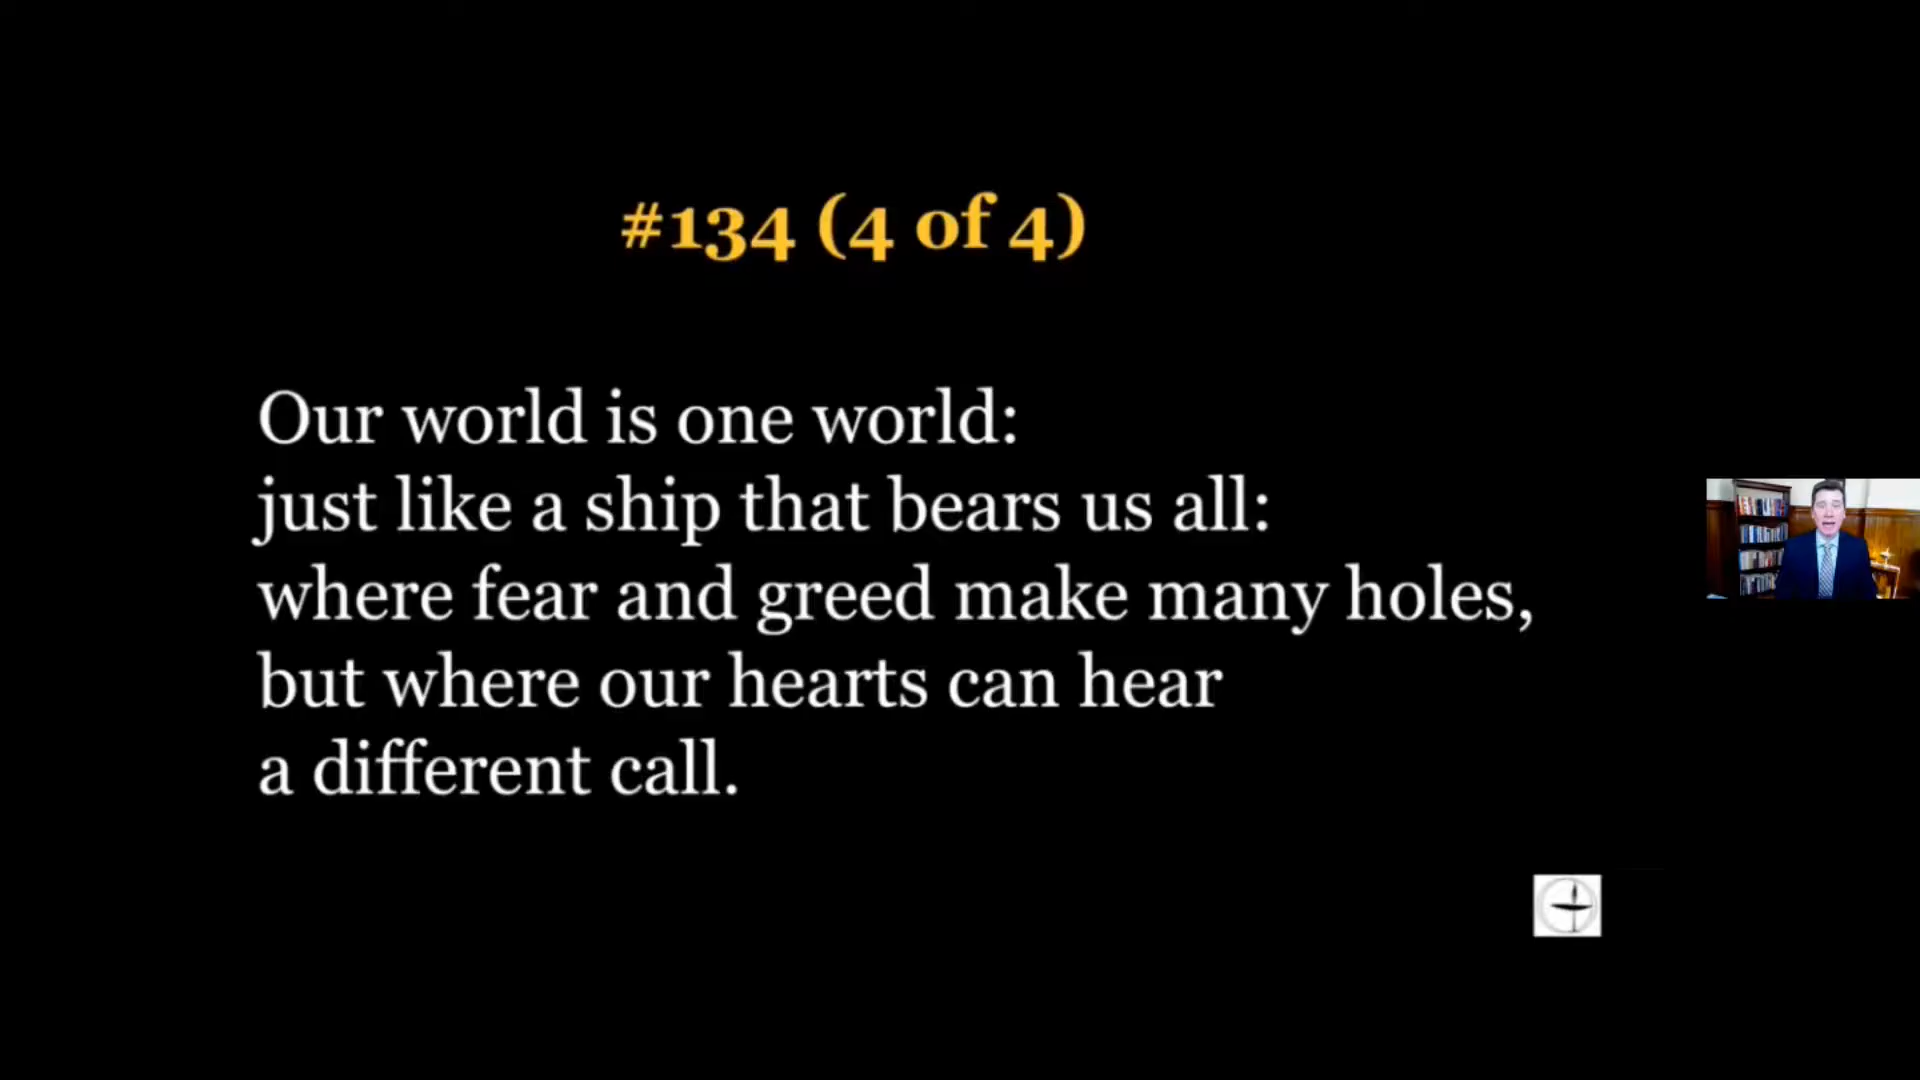 #134 (4 of 4)
Our world is one world:
just like a ship that bears us all:
where fear and greed make many holes,
but where our hearts can hear
a different call.